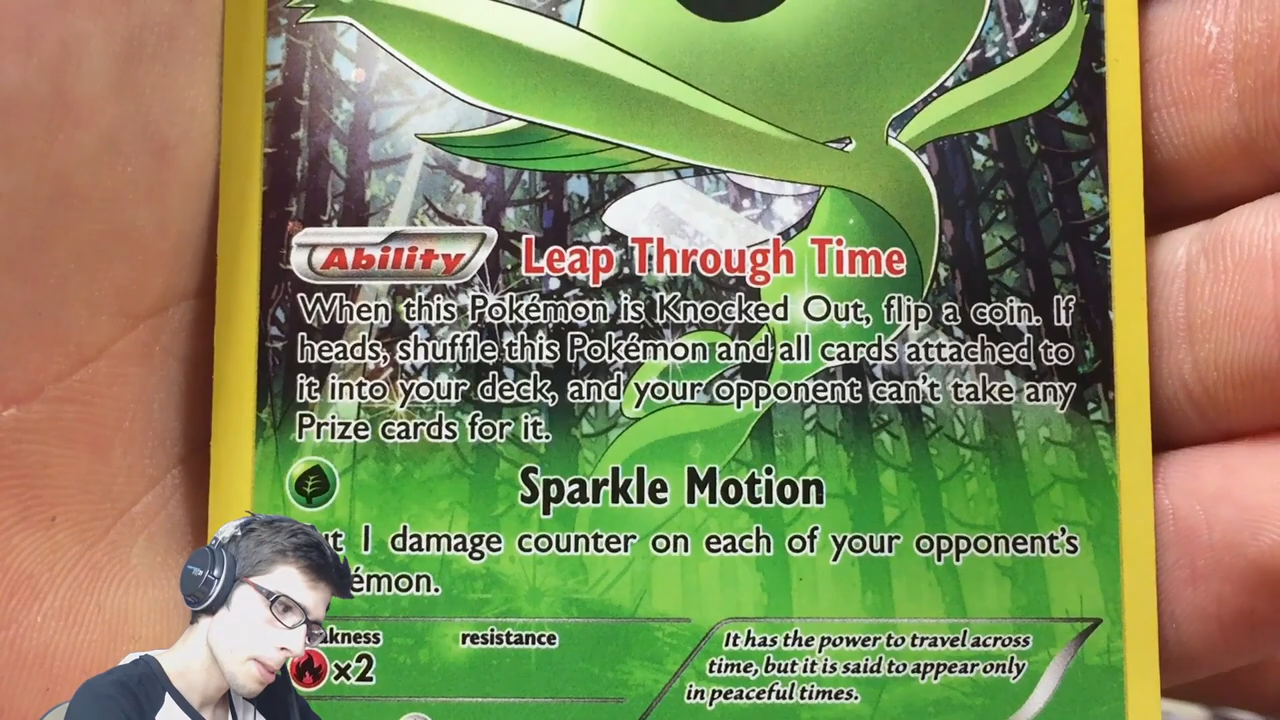 Ability Leap Through Time
When this Pokémon is Knocked Out, flip a coin. If
heads, shuffle this Pokémon and all cards attached to
it into your deck, and your opponent can't take any
Prize cards for it.
Sparkle Motion
1 damage counter on each of your opponent's
weakness resistance
×2
It has the power to travel across
time, but it is said to appear only
in peaceful times.